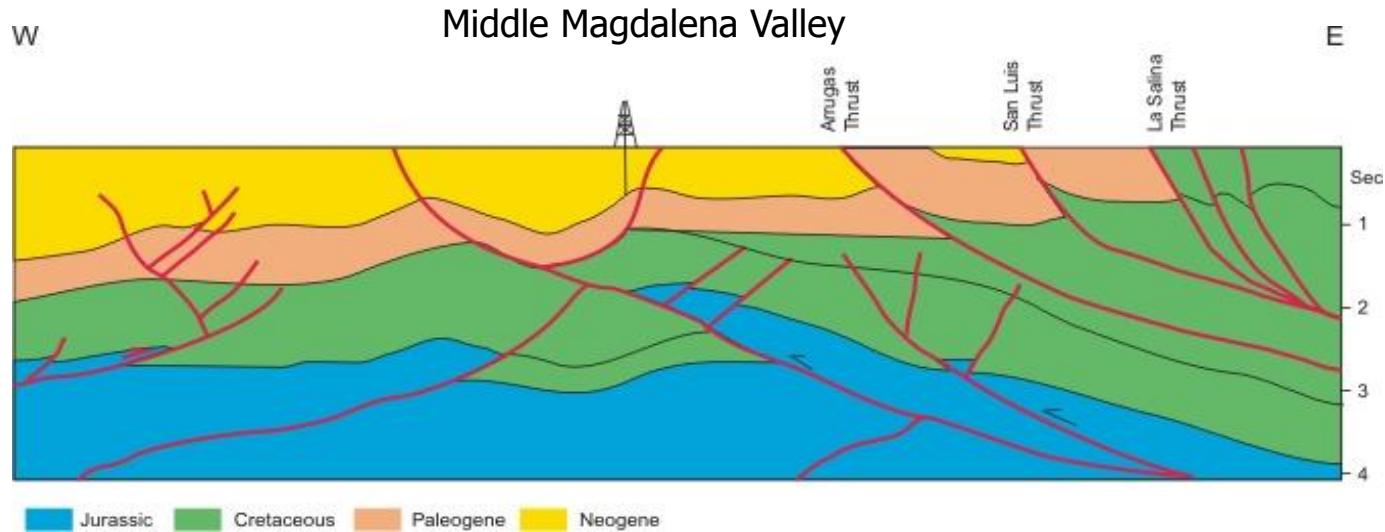 Middle Magdalena Valley
W
E
Arrugas
Thrust
San Luis
Thrust
La Salina
Thrust
Sec
1
2
3
4
Jurassic Cretaceous Paleogene Neogene